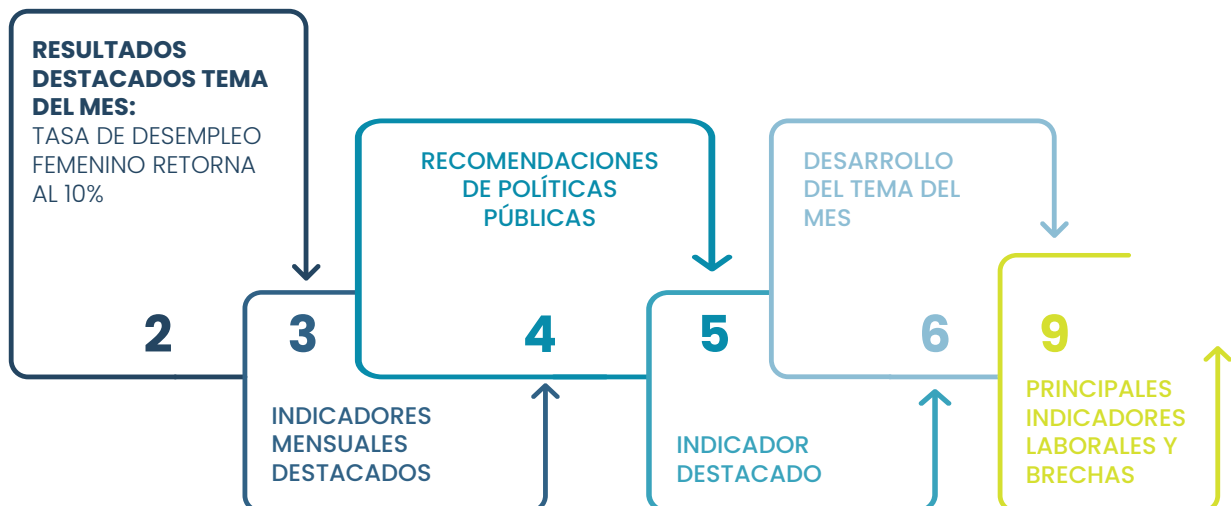 RESULTADOS
DESTACADOS TEMA
DEL MES:
TASA DE DESEMPLEO
FEMENINO RETORNA
AL 10%
2
3
INDICADORES
MENSUALES
DESTACADOS
RECOMENDACIONES
DE POLÍTICAS
PÚBLICAS
4
5
INDICADOR
DESTACADO
DESARROLLO
DEL TEMA DEL
MES
6
9
PRINCIPALES
INDICADORES
LABORALES Y
BRECHAS